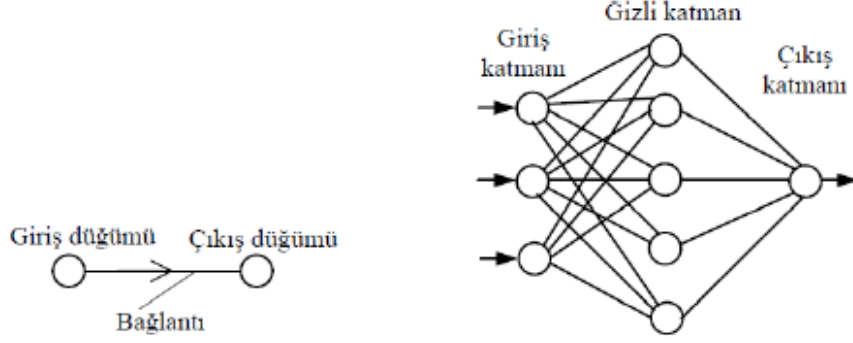 Giriş düğümü
Çıkış düğümü
Bağlantı
Gizli katman
Giriş
katmanı
Çıkış
katmanı